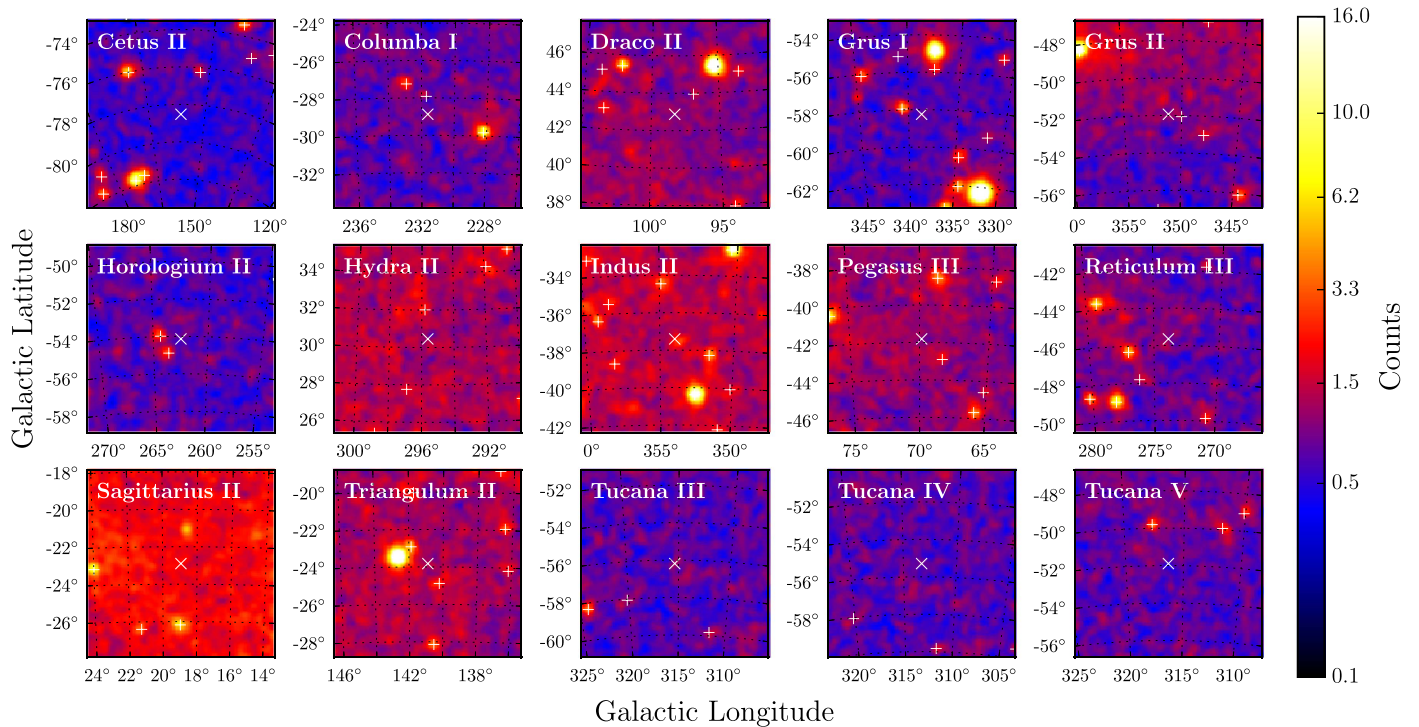 Cetus II
Columba I
Draco II
Grus I
Grus II
-74° -76° -78° -80°
180° 150° 120°
-24° -26° -28° -30° -32°
236° 232° 228°
46° 44° 42° 40° 38°
100° 95°
-54° -56° -58° -60° -62°
345° 340° 335° 330°
-48° -50° -52° -54° -56°
0° 355° 350° 345°
Horologium II
Hydra II
Indus II
Pegasus III
Reticulum III
-50° -52° -54° -56° -58°
270° 265° 260° 255°
34° 32° 30° 28° 26°
300° 296° 292°
-34° -36° -38° -40° -42°
0° 355° 350°
-38° -40° -42° -44° -46°
75° 70° 65°
-42° -44° -46° -48° -50°
280° 275° 270°
Sagittarius II
Triangulum II
Tucana III
Tucana IV
Tucana V
-18° -20° -22° -24° -26°
24° 22° 20° 18° 16° 14°
-20° -22° -24° -26° -28°
146° 142° 138°
-52° -54° -56° -58° -60°
325° 320° 315° 310° 305°
-52° -54° -56° -58°
320° 315° 310° 305°
-48° -50° -52° -54° -56°
325° 320° 315° 310°
Galactic Latitude
Galactic Longitude
16.0
10.0
6.2
3.3
1.5
0.5
0.1
Counts